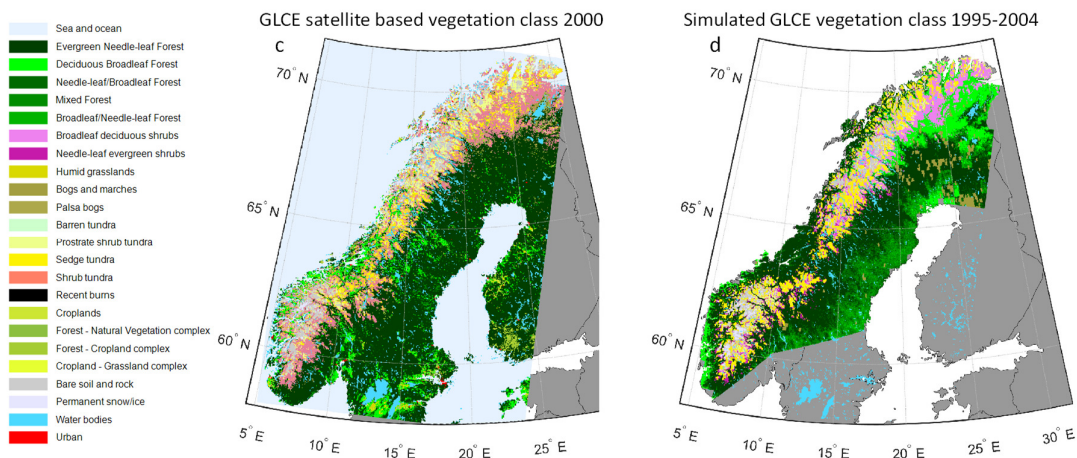 GLCE satellite based vegetation class 2000
Simulated GLCE vegetation class 1995-2004
Sea and ocean
Evergreen Needle-leaf Forest
Deciduous Broadleaf Forest
Needle-leaf/Broadleaf Forest
Mixed Forest
Broadleaf/Needle-leaf Forest
Broadleaf deciduous shrubs
Needle-leaf evergreen shrubs
Humid grasslands
Bogs and marches
Palsa bogs
Barren tundra
Prostrate shrub tundra
Sedge tundra
Shrub tundra
Recent burns
Croplands
Forest - Natural Vegetation complex
Forest - Cropland complex
Cropland - Grassland complex
Bare soil and rock
Permanent snow/ice
Water bodies
Urban
c
70° N
65° N
60° N
5° E
10° E
15° E
20° E
25° E
d
70° N
65° N
60° N
5° E
10° E
15° E
20° E
25° E
30° E